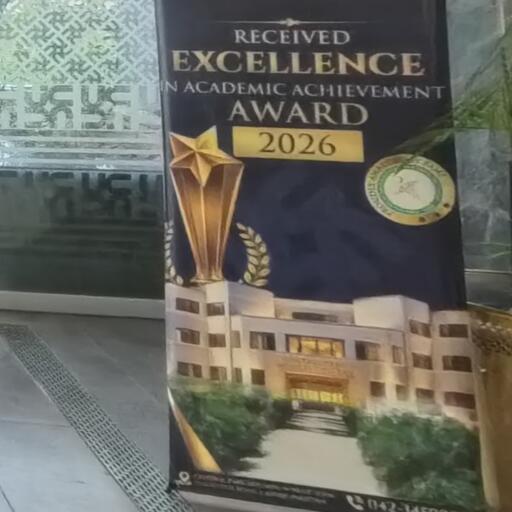 RECEIVED
EXCELLENCE
IN ACADEMIC ACHIEVEMENT
AWARD
2026